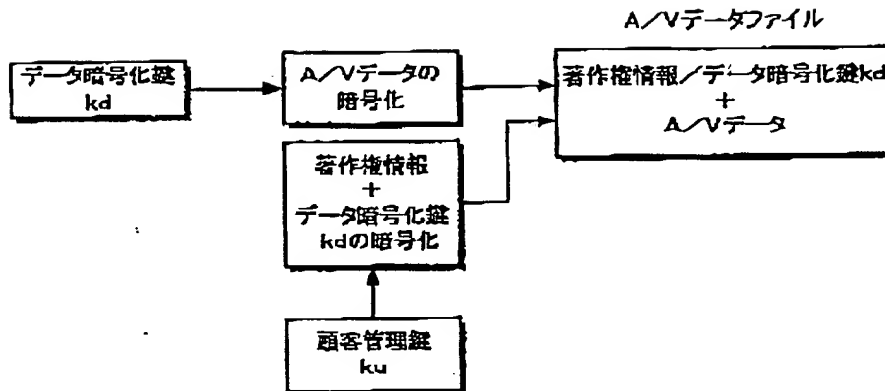 A/Vデータファイル
データ暗号化鍵
kd
A/Vデータの
暗号化
著作権情報/データ暗号化鍵kd
+
A/Vデータ
著作権情報
+
データ暗号化鍵
kdの暗号化
顧客管理鍵
ku